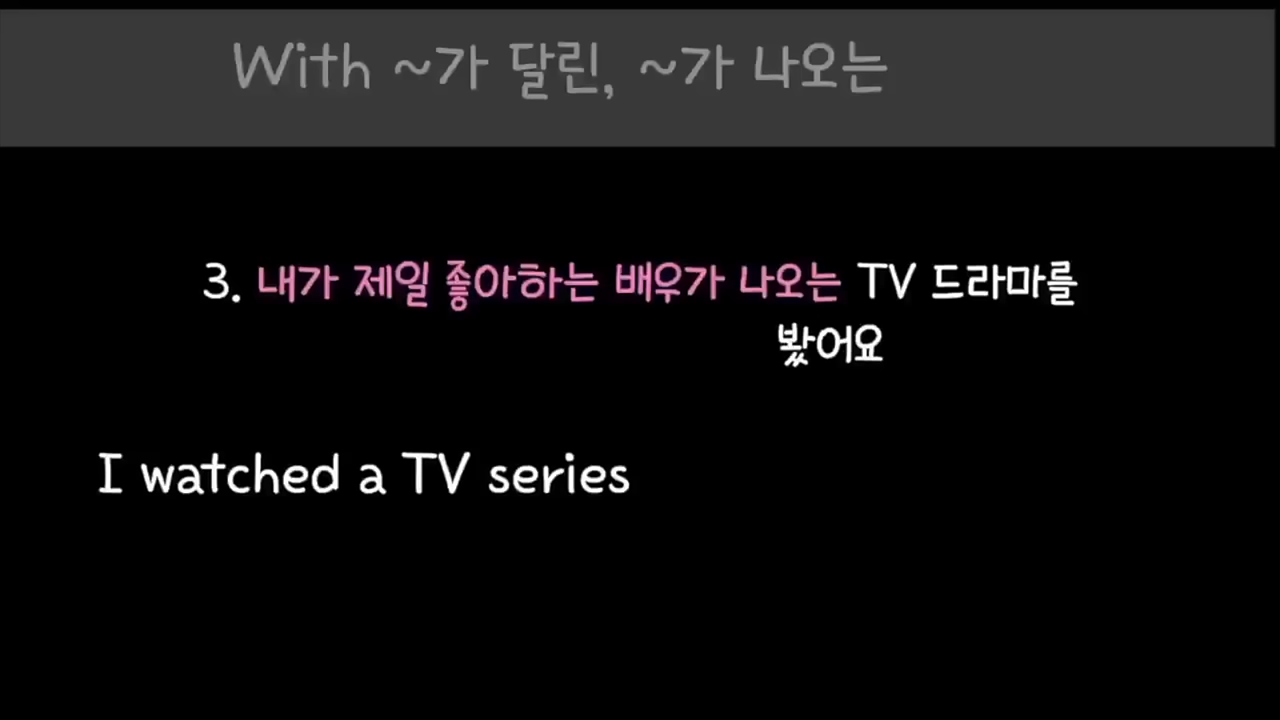 With ~가 달린, ~가 나오는
3. 내가 제일 좋아하는 배우가 나오는 TV 드라마를
봤어요
I watched a TV series